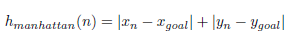 h_{manhattan}(n) = |x_n − x_{goal}| + |y_n − y_{goal}|